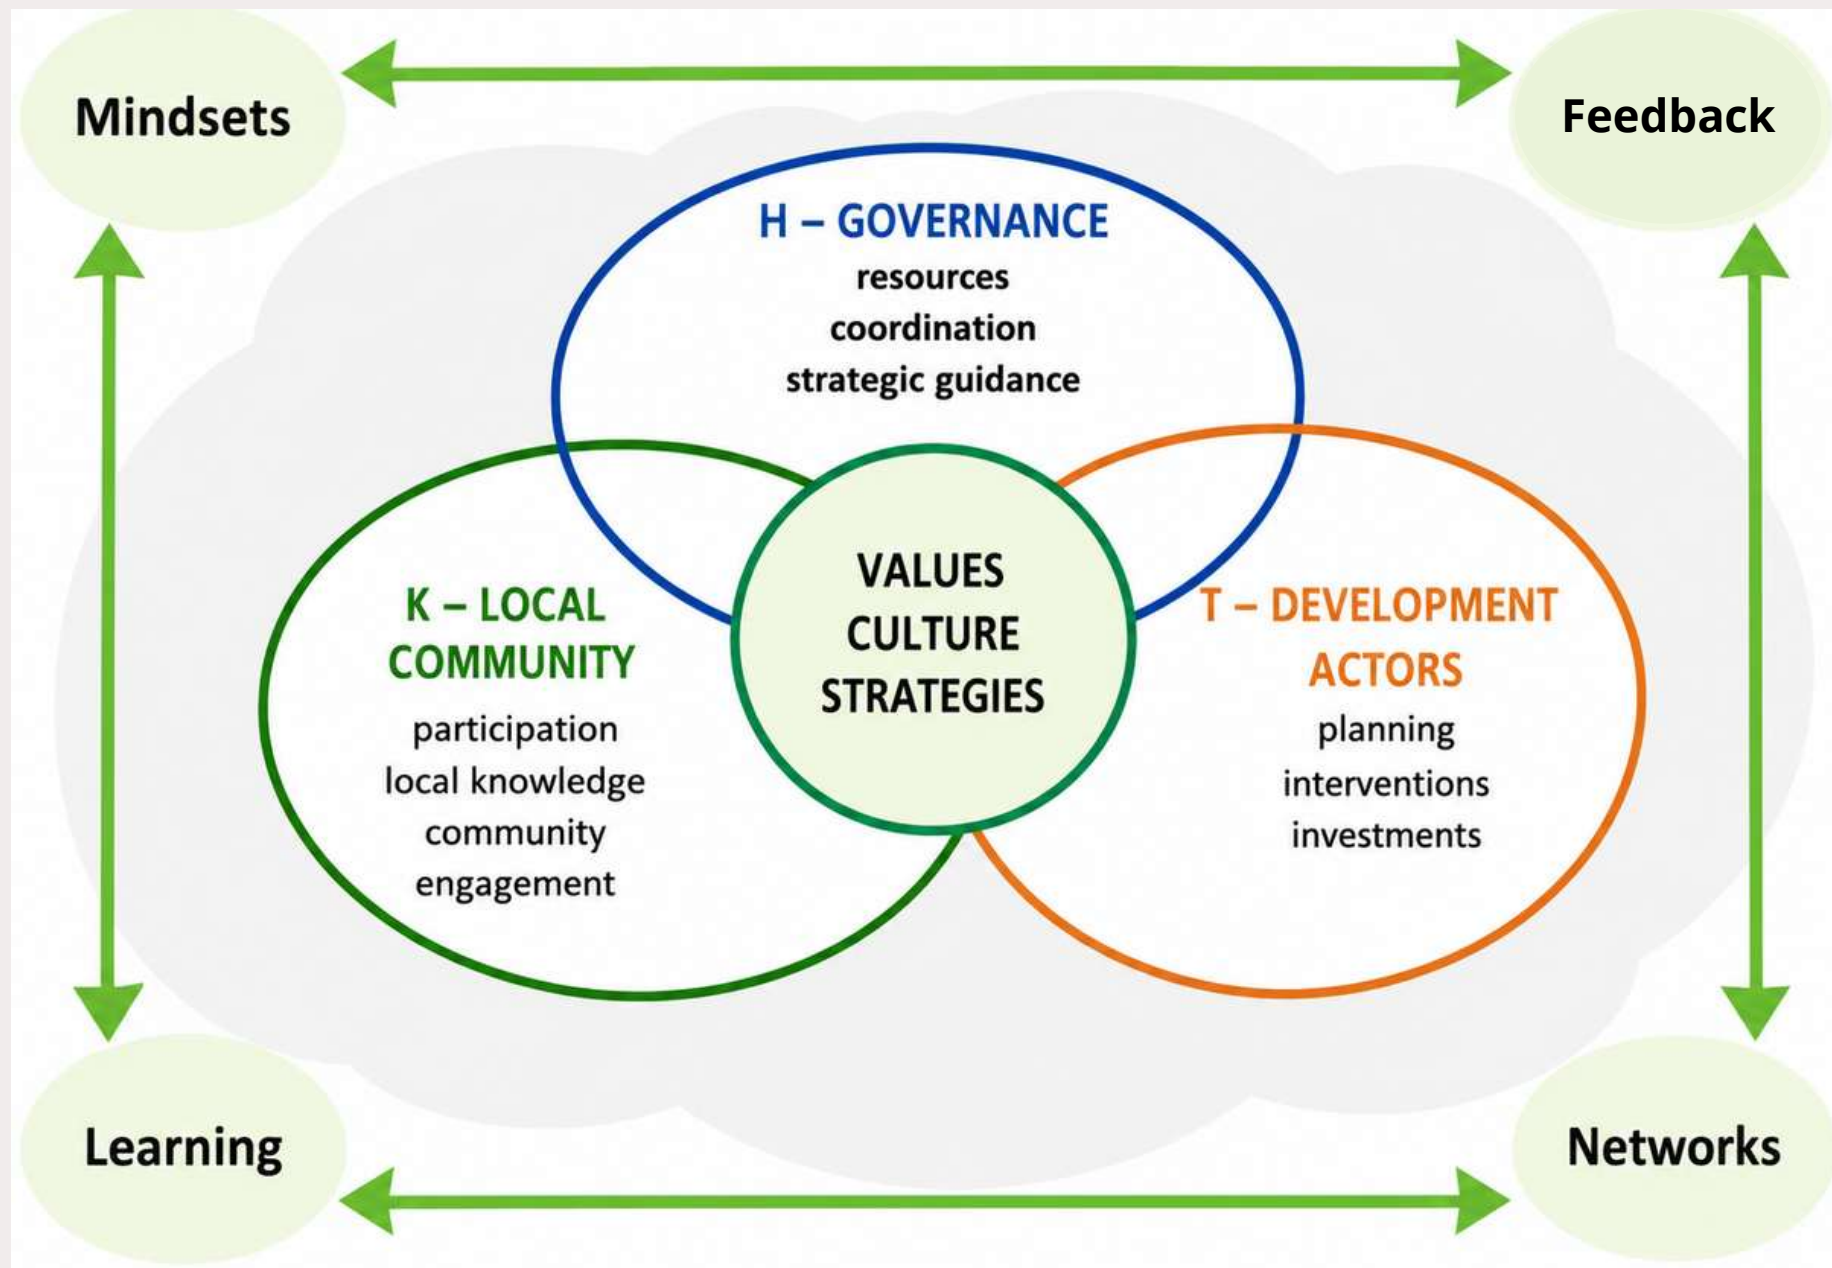 Mindsets
Feedback
H – GOVERNANCE
resources
coordination
strategic guidance
K – LOCAL
COMMUNITY
participation
local knowledge
community
engagement
VALUES
CULTURE
STRATEGIES
T – DEVELOPMENT
ACTORS
planning
interventions
investments
Learning
Networks